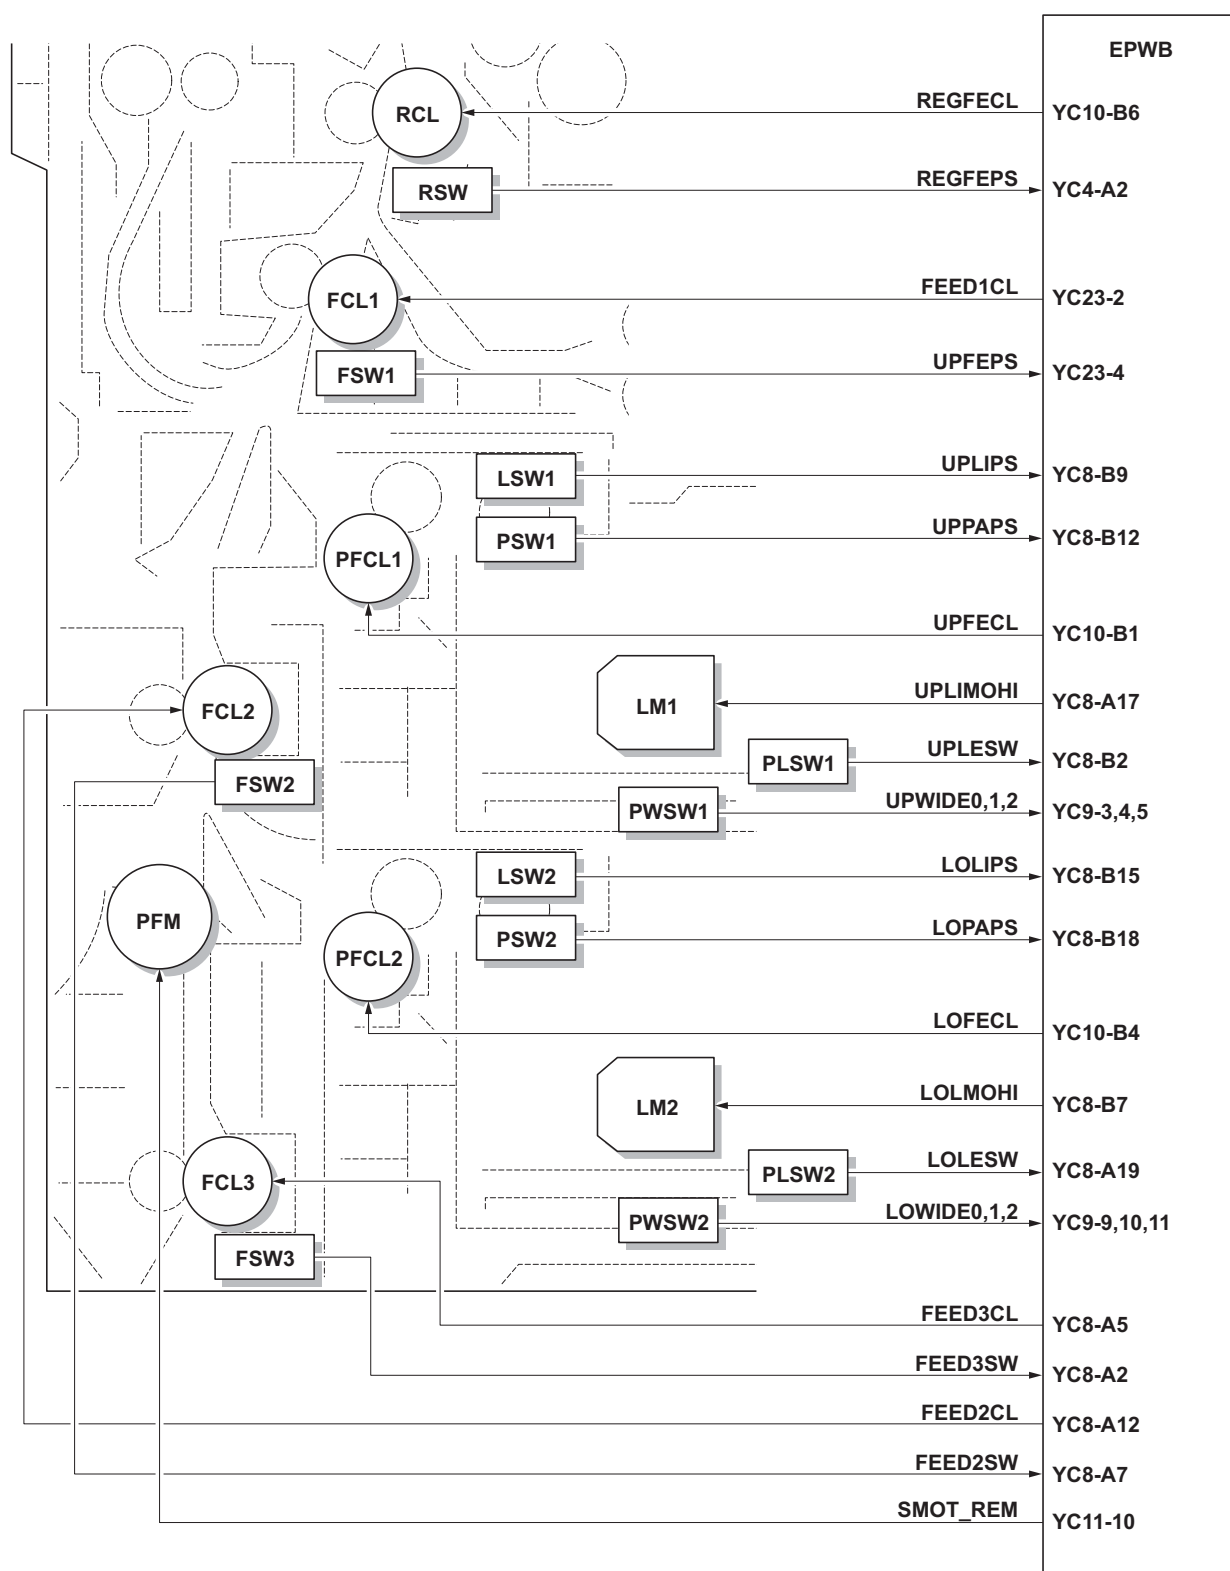 EPWB
RCL
REGFECL
YC10-B6
RSW
REGFEPS
YC4-A2
FCL1
FEED1CL
YC23-2
FSW1
UPFEPS
YC23-4
LSW1
UPLIPS
YC8-B9
PSW1
UPPAPS
YC8-B12
PFCL1
UPFECL
YC10-B1
FCL2
LM1
UPLIMOHI
YC8-A17
PLSW1
UPLESW
YC8-B2
FSW2
PWSW1
UPWIDE0,1,2
YC9-3,4,5
LSW2
LOLIPS
YC8-B15
PFM
PSW2
LOPAPS
YC8-B18
PFCL2
LOFECL
YC10-B4
LM2
LOLMOHI
YC8-B7
FCL3
PLSW2
LOLESW
YC8-A19
PWSW2
LOWIDE0,1,2
YC9-9,10,11
FSW3
FEED3CL
YC8-A5
FEED3SW
YC8-A2
FEED2CL
YC8-A12
FEED2SW
YC8-A7
SMOT_REM
YC11-10